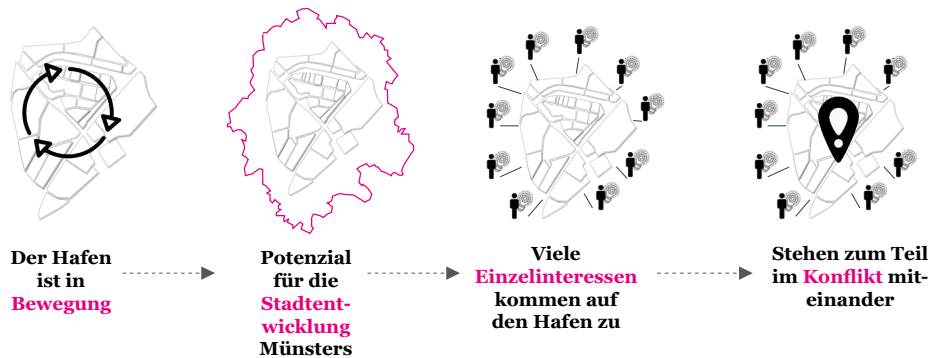 Der Hafen
ist in
Bewegung
Potenzial
für die
Stadtent-
wicklung
Münsters
Viele
Einzelinteressen
kommen auf
den Hafen zu
Stehen zum Teil
im Konflikt mit-
einander